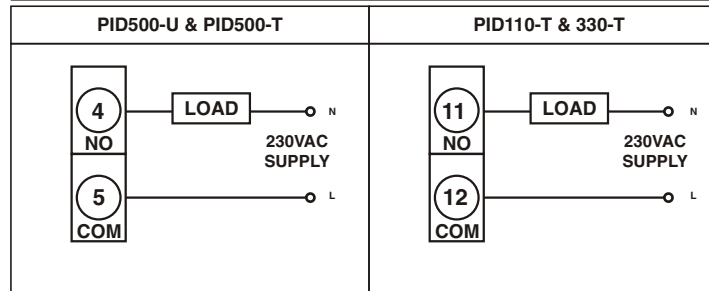 PID500-U & PID500-T
4
LOAD
N
NO
230VAC
SUPPLY
5
L
COM
PID110-T & 330-T
11
LOAD
N
NO
230VAC
SUPPLY
12
L
COM